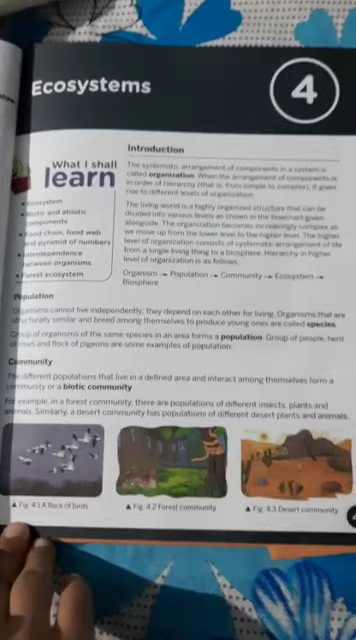 Ecosystems
4
What I shall
learn
• Ecosystem
• Biotic and abiotic
components
• Food chain, food web
and pyramid of numbers
• Interdependence
between organisms
• Forest ecosystem
Introduction
The systematic arrangement of components in a system is
called organization. When the arrangement of components is
in order of hierarchy (that is, from simple to complex), it gives
rise to different levels of organization.
The living world is a highly organized structure that can be
divided into various levels as shown in the flowchart given
alongside. The organization becomes increasingly complex as
we move up from the lower level to the higher level. The higher
level of organization consists of systematic arrangement of life
from a single living thing to a biosphere. Hierarchy in higher
level of organization is as follows.
Organism → Population → Community → Ecosystem →
Biosphere
Population
Organisms cannot live independently; they depend on each other for living. Organisms that are
structurally similar and breed among themselves to produce young ones are called species.
Group of organisms of the same species in an area forms a population. Group of people, herd
of and flock of pigeons are some examples of population.
Community
The different populations that live in a defined area and interact among themselves form a
community or a biotic community.
For example, in a forest community, there are populations of different insects, plants and
animals. Similarly, a desert community has populations of different desert plants and animals.
▲ Fig. 4.1 A flock of birds
▲ Fig. 4.2 Forest community
▲ Fig. 4.3 Desert community